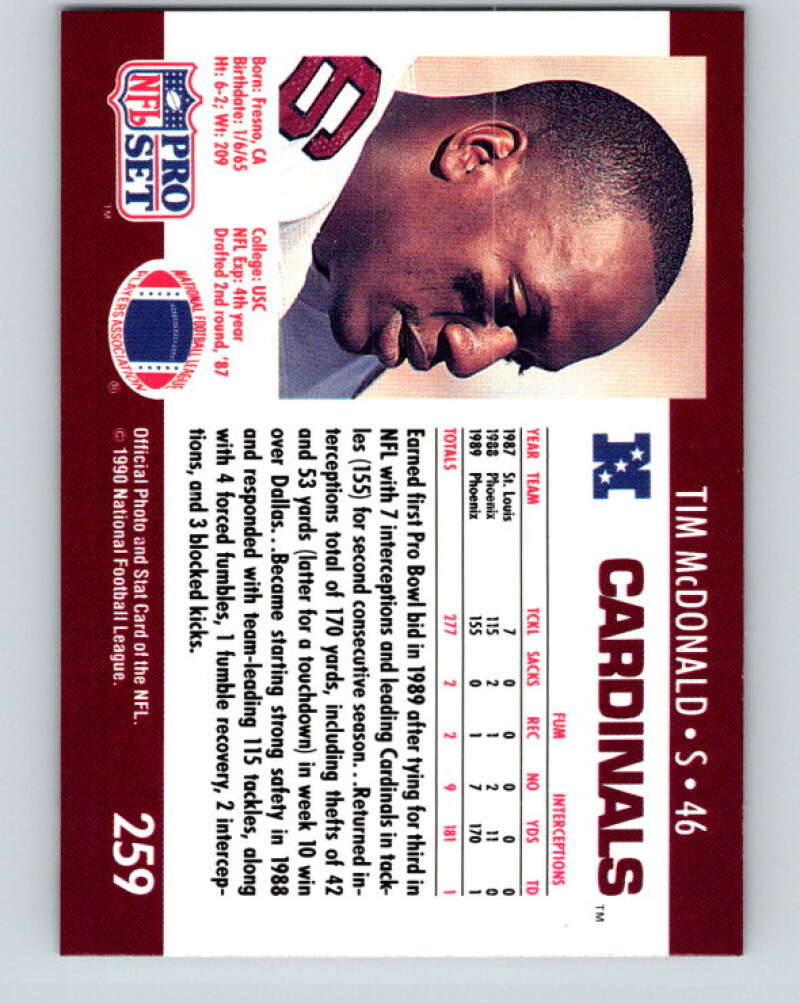 TIM McDONALD • S • 46
CARDINALS™
FUM INTERCEPTIONS
YEAR TEAM TCKL SACKS REC NO YDS TD
1987 St. Louis 7 0 0 0 0 0
1988 Phoenix 115 2 1 2 11 0
1989 Phoenix 155 0 1 7 170 1
TOTALS 277 2 2 9 181 1
Earned first Pro Bowl bid in 1989 after tying for third in
NFL with 7 interceptions and leading Cardinals in tack-
les (155) for second consecutive season. . .Returned in-
terceptions total of 170 yards, including thefts of 42
and 53 yards (latter for a touchdown) in week 10 win
over Dallas. . .Became starting strong safety in 1988
and responded with team-leading 115 tackles, along
with 4 forced fumbles, 1 fumble recovery, 2 intercep-
tions, and 3 blocked kicks.
Born: Fresno, CA
Birthdate: 1/6/65
Ht: 6-2; Wt: 209
College: USC
NFL Exp: 4th year
Drafted 2nd round, '87
NFL
PRO
SET
™
NATIONAL FOOTBALL LEAGUE
PLAYERS ASSOCIATION
®
Official Photo and Stat Card of the NFL.
© 1990 National Football League.
259